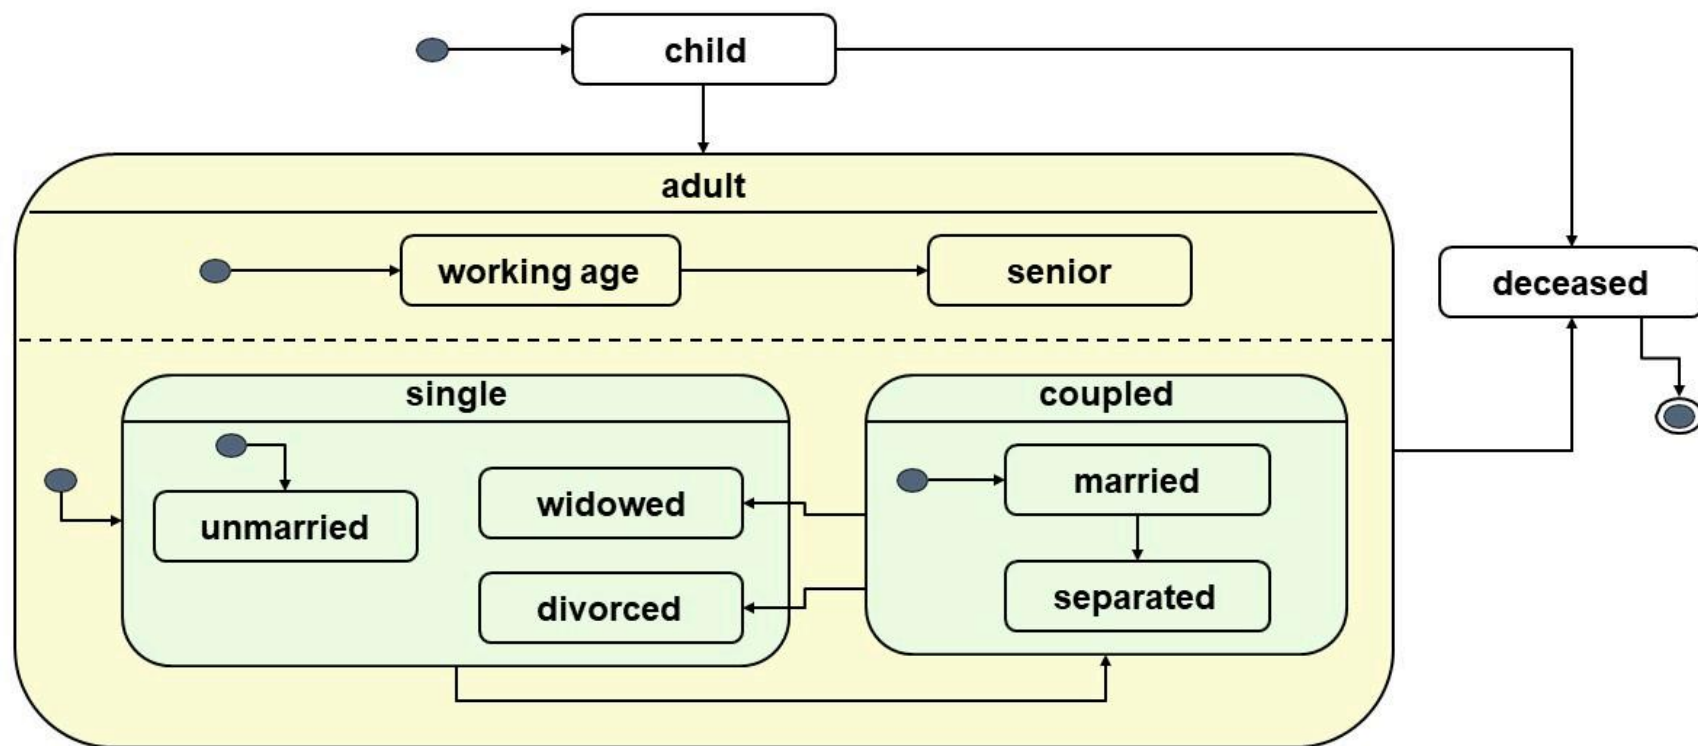 child
adult
working age
senior
deceased
single
coupled
unmarried
widowed
divorced
married
separated